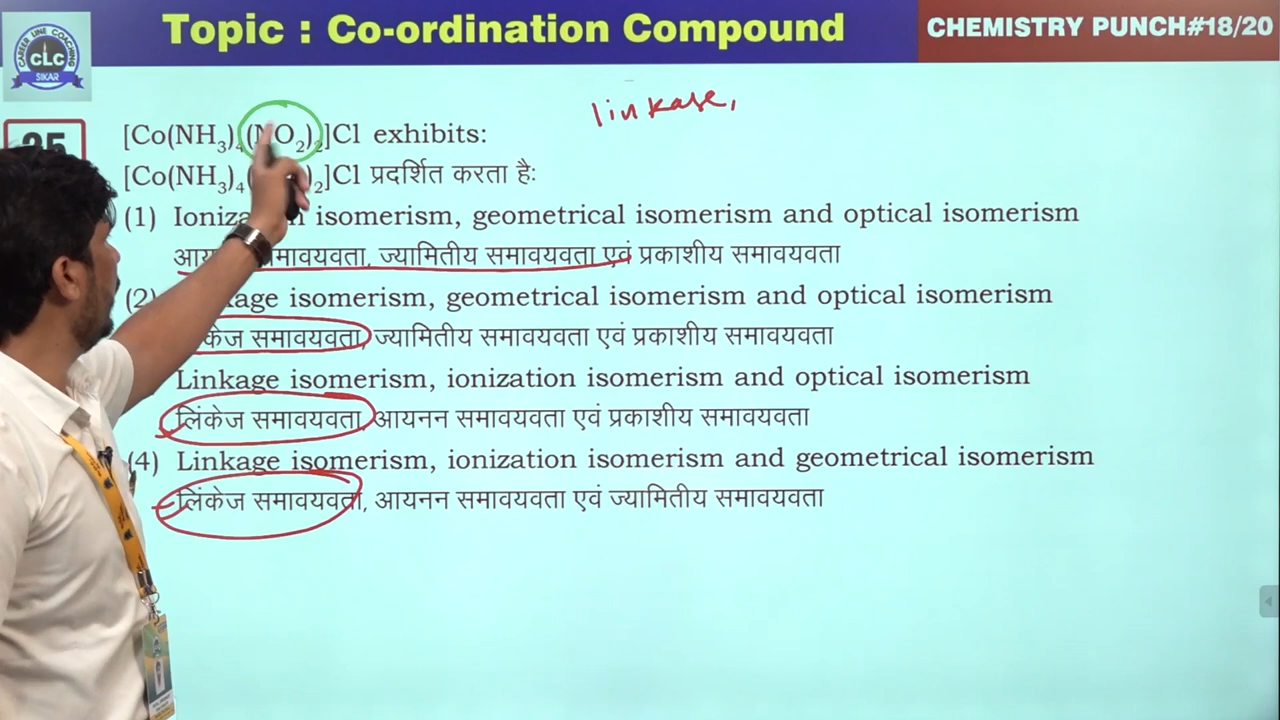 CAREER LINE COACHING
CLC
SIKAR
Topic : Co-ordination Compound
CHEMISTRY PUNCH#18/20
linkage,
[Co(NH₃)₄(NO₂)₂]Cl exhibits:
[Co(NH₃)₄( )₂]Cl प्रदर्शित करता है:
(1) isomerism, geometrical isomerism and optical isomerism
समावयवता, ज्यामितीय समावयवता एवं प्रकाशीय समावयवता
(2) isomerism, geometrical isomerism and optical isomerism
समावयवता, ज्यामितीय समावयवता एवं प्रकाशीय समावयवता
Linkage isomerism, ionization isomerism and optical isomerism
लिंकेज समावयवता, आयनन समावयवता एवं प्रकाशीय समावयवता
(4) Linkage isomerism, ionization isomerism and geometrical isomerism
लिंकेज समावयवता, आयनन समावयवता एवं ज्यामितीय समावयवता